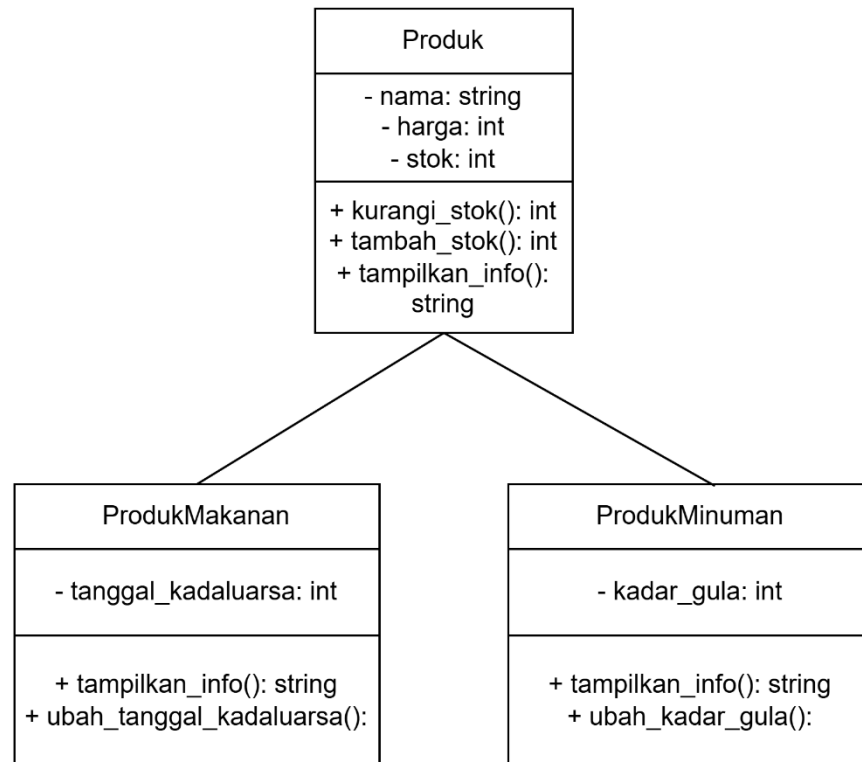 Produk
- nama: string
- harga: int
- stok: int
+ kurangi_stok(): int
+ tambah_stok(): int
+ tampilkan_info():
string
ProdukMakanan
- tanggal_kadaluarsa: int
+ tampilkan_info(): string
+ ubah_tanggal_kadaluarsa():
ProdukMinuman
- kadar_gula: int
+ tampilkan_info(): string
+ ubah_kadar_gula():